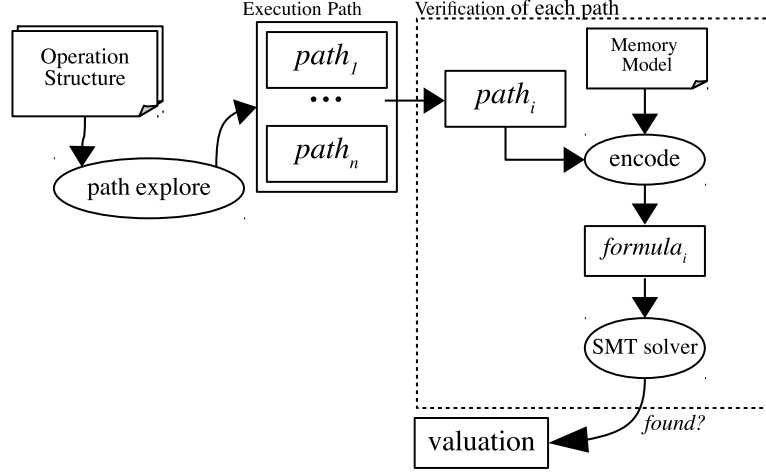 Execution Path
Verification of each path
Operation
Structure
path1
...
pathn
path explore
pathi
Memory
Model
encode
formulai
SMT solver
found?
valuation